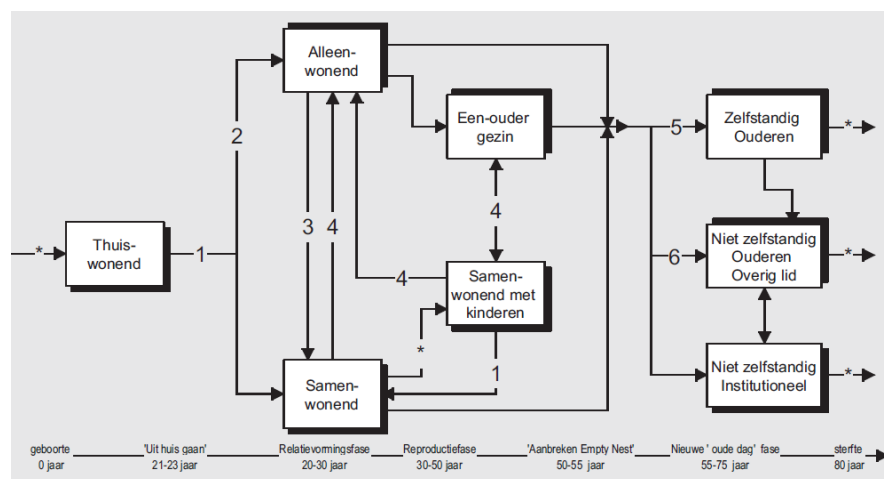 Alleen-
wonend
2
Een-ouder
gezin
5
Zelfstandig
Ouderen
*
3
4
4
*
Thuis-
wonend
1
4
Samen-
wonend met
kinderen
6
Niet zelfstandig
Ouderen
Overig lid
*
*
1
Samen-
wonend
Niet zelfstandig
Institutioneel
*
geboorte
0 jaar
'Uit huis gaan'
21-23 jaar
Relatievormingsfase
20-30 jaar
Reproductiefase
30-50 jaar
'Aanbreken Empty Nest'
50-55 jaar
Nieuwe ' oude dag' fase
55-75 jaar
sterfte
80 jaar